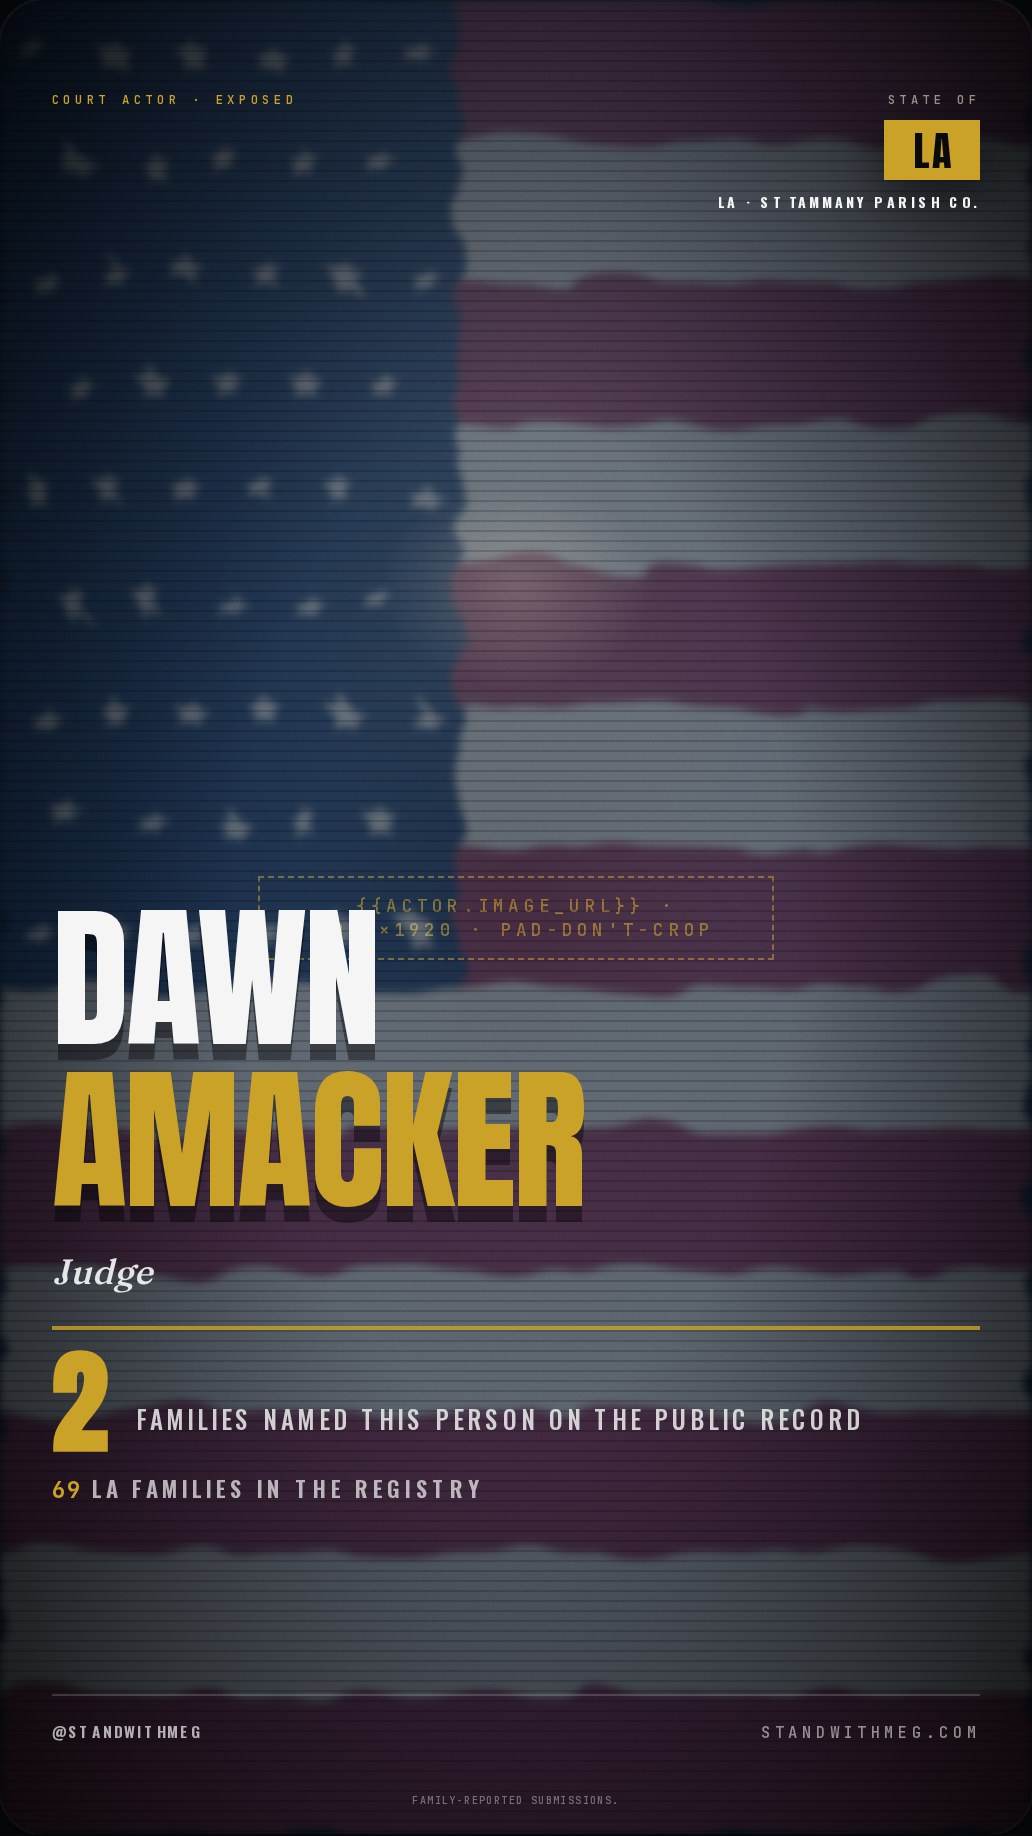 COURT ACTOR · EXPOSED
STATE OF
LA
LA · ST TAMMANY PARISH CO.
{{ACTOR.IMAGE_URL}} ·
×1920 · PAD-DON'T-CROP
DAWN
AMACKER
Judge
2 FAMILIES NAMED THIS PERSON ON THE PUBLIC RECORD
69 LA FAMILIES IN THE REGISTRY
@STANDWITHMEG
STANDWITHMEG.COM
FAMILY-REPORTED SUBMISSIONS.